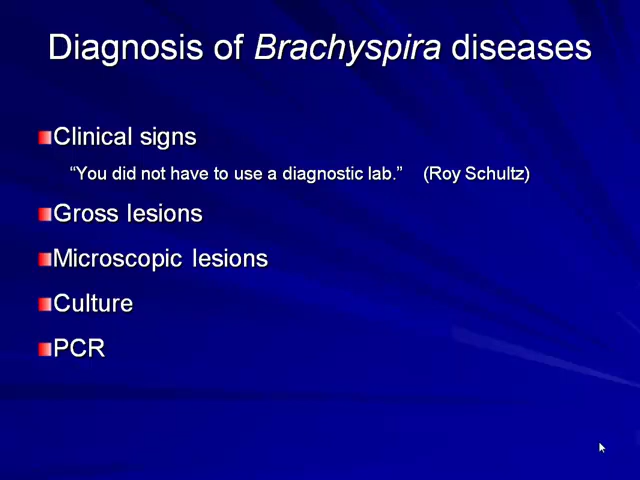 Diagnosis of Brachyspira diseases
Clinical signs
“You did not have to use a diagnostic lab.” (Roy Schultz)
Gross lesions
Microscopic lesions
Culture
PCR